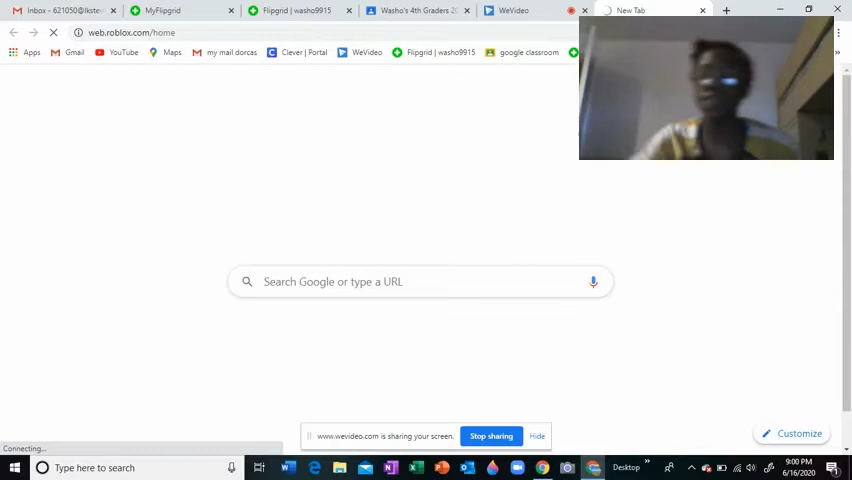 Inbox - 621050@lkste
MyFlipgrid
Flipgrid | washo9915
Washo's 4th Graders 20
WeVideo
New Tab
web.roblox.com/home
Apps
Gmail
YouTube
Maps
my mail dorcas
Clever | Portal
WeVideo
Flipgrid | washo9915
google classroom
Search Google or type a URL
Customize
www.wevideo.com is sharing your screen.
Stop sharing
Hide
Connecting...
Type here to search
Desktop
9:00 PM
6/16/2020